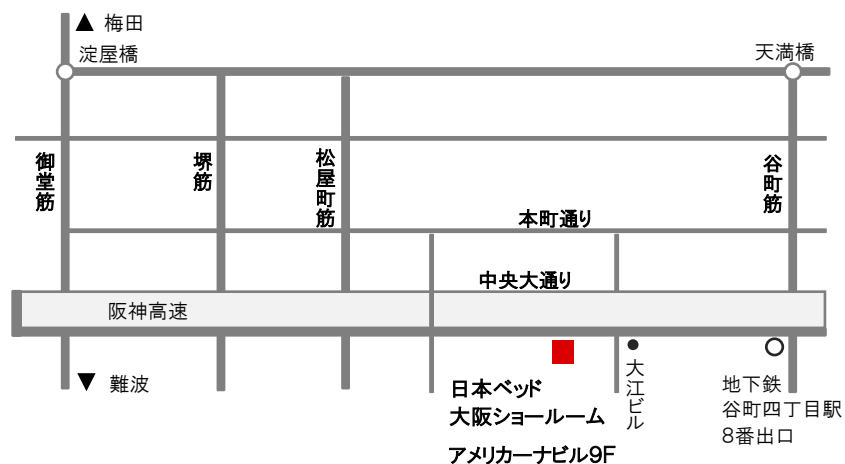 ▲ 梅田
淀屋橋
天満橋
御堂筋
堺筋
松屋町筋
谷町筋
本町通り
中央大通り
阪神高速
▼ 難波
日本ベッド
大阪ショールーム
アメリカーナビル9F
大江ビル
地下鉄
谷町四丁目駅
8番出口